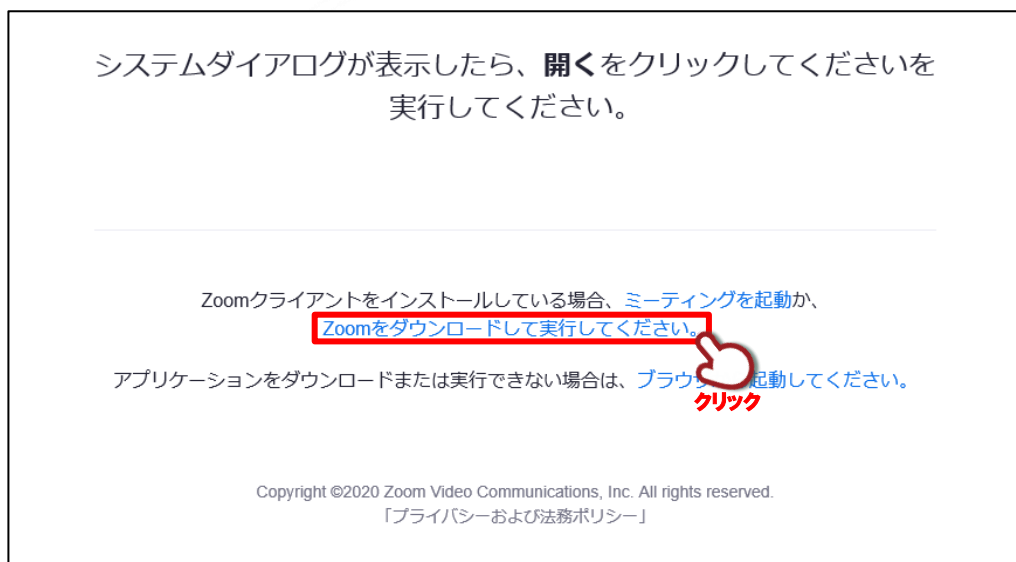 システムダイアログが表示したら、開くをクリックしてくださいを
実行してください。
Zoomクライアントをインストールしている場合、ミーティングを起動か、
Zoomをダウンロードして実行してください。
アプリケーションをダウンロードまたは実行できない場合は、ブラウ 起動してください。
クリック
Copyright ©2020 Zoom Video Communications, Inc. All rights reserved.
「プライバシーおよび法務ポリシー」